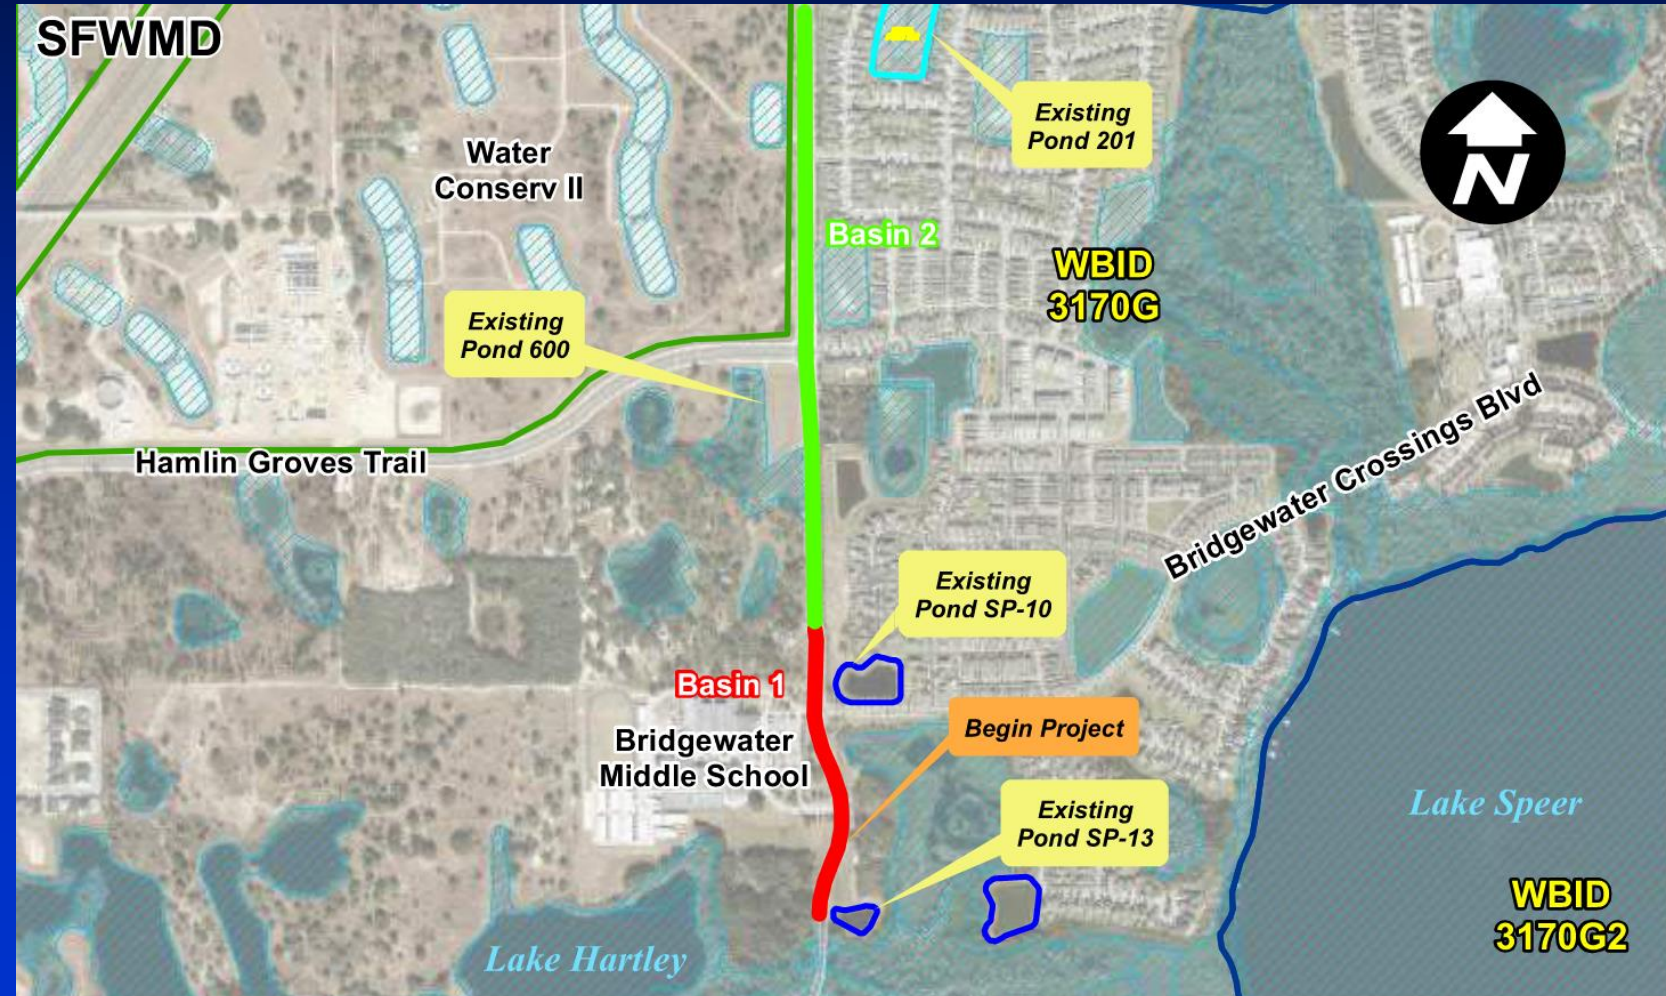 SFWMD
Existing
Pond 201
Water
Conserv II
N
Basin 2
WBID
3170G
Existing
Pond 600
Bridgewater Crossings Blvd
Hamlin Groves Trail
Existing
Pond SP-10
Basin 1
Begin Project
Bridgewater
Middle School
Existing
Pond SP-13
Lake Speer
WBID
3170G2
Lake Hartley